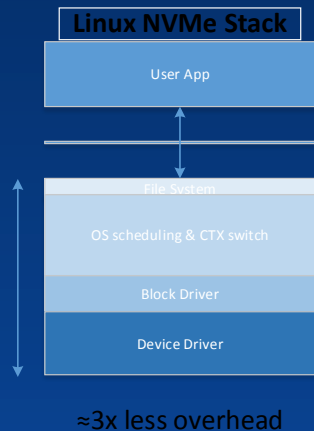 Linux NVMe Stack
User App
File System
OS scheduling & CTX switch
Block Driver
Device Driver
≈3x less overhead